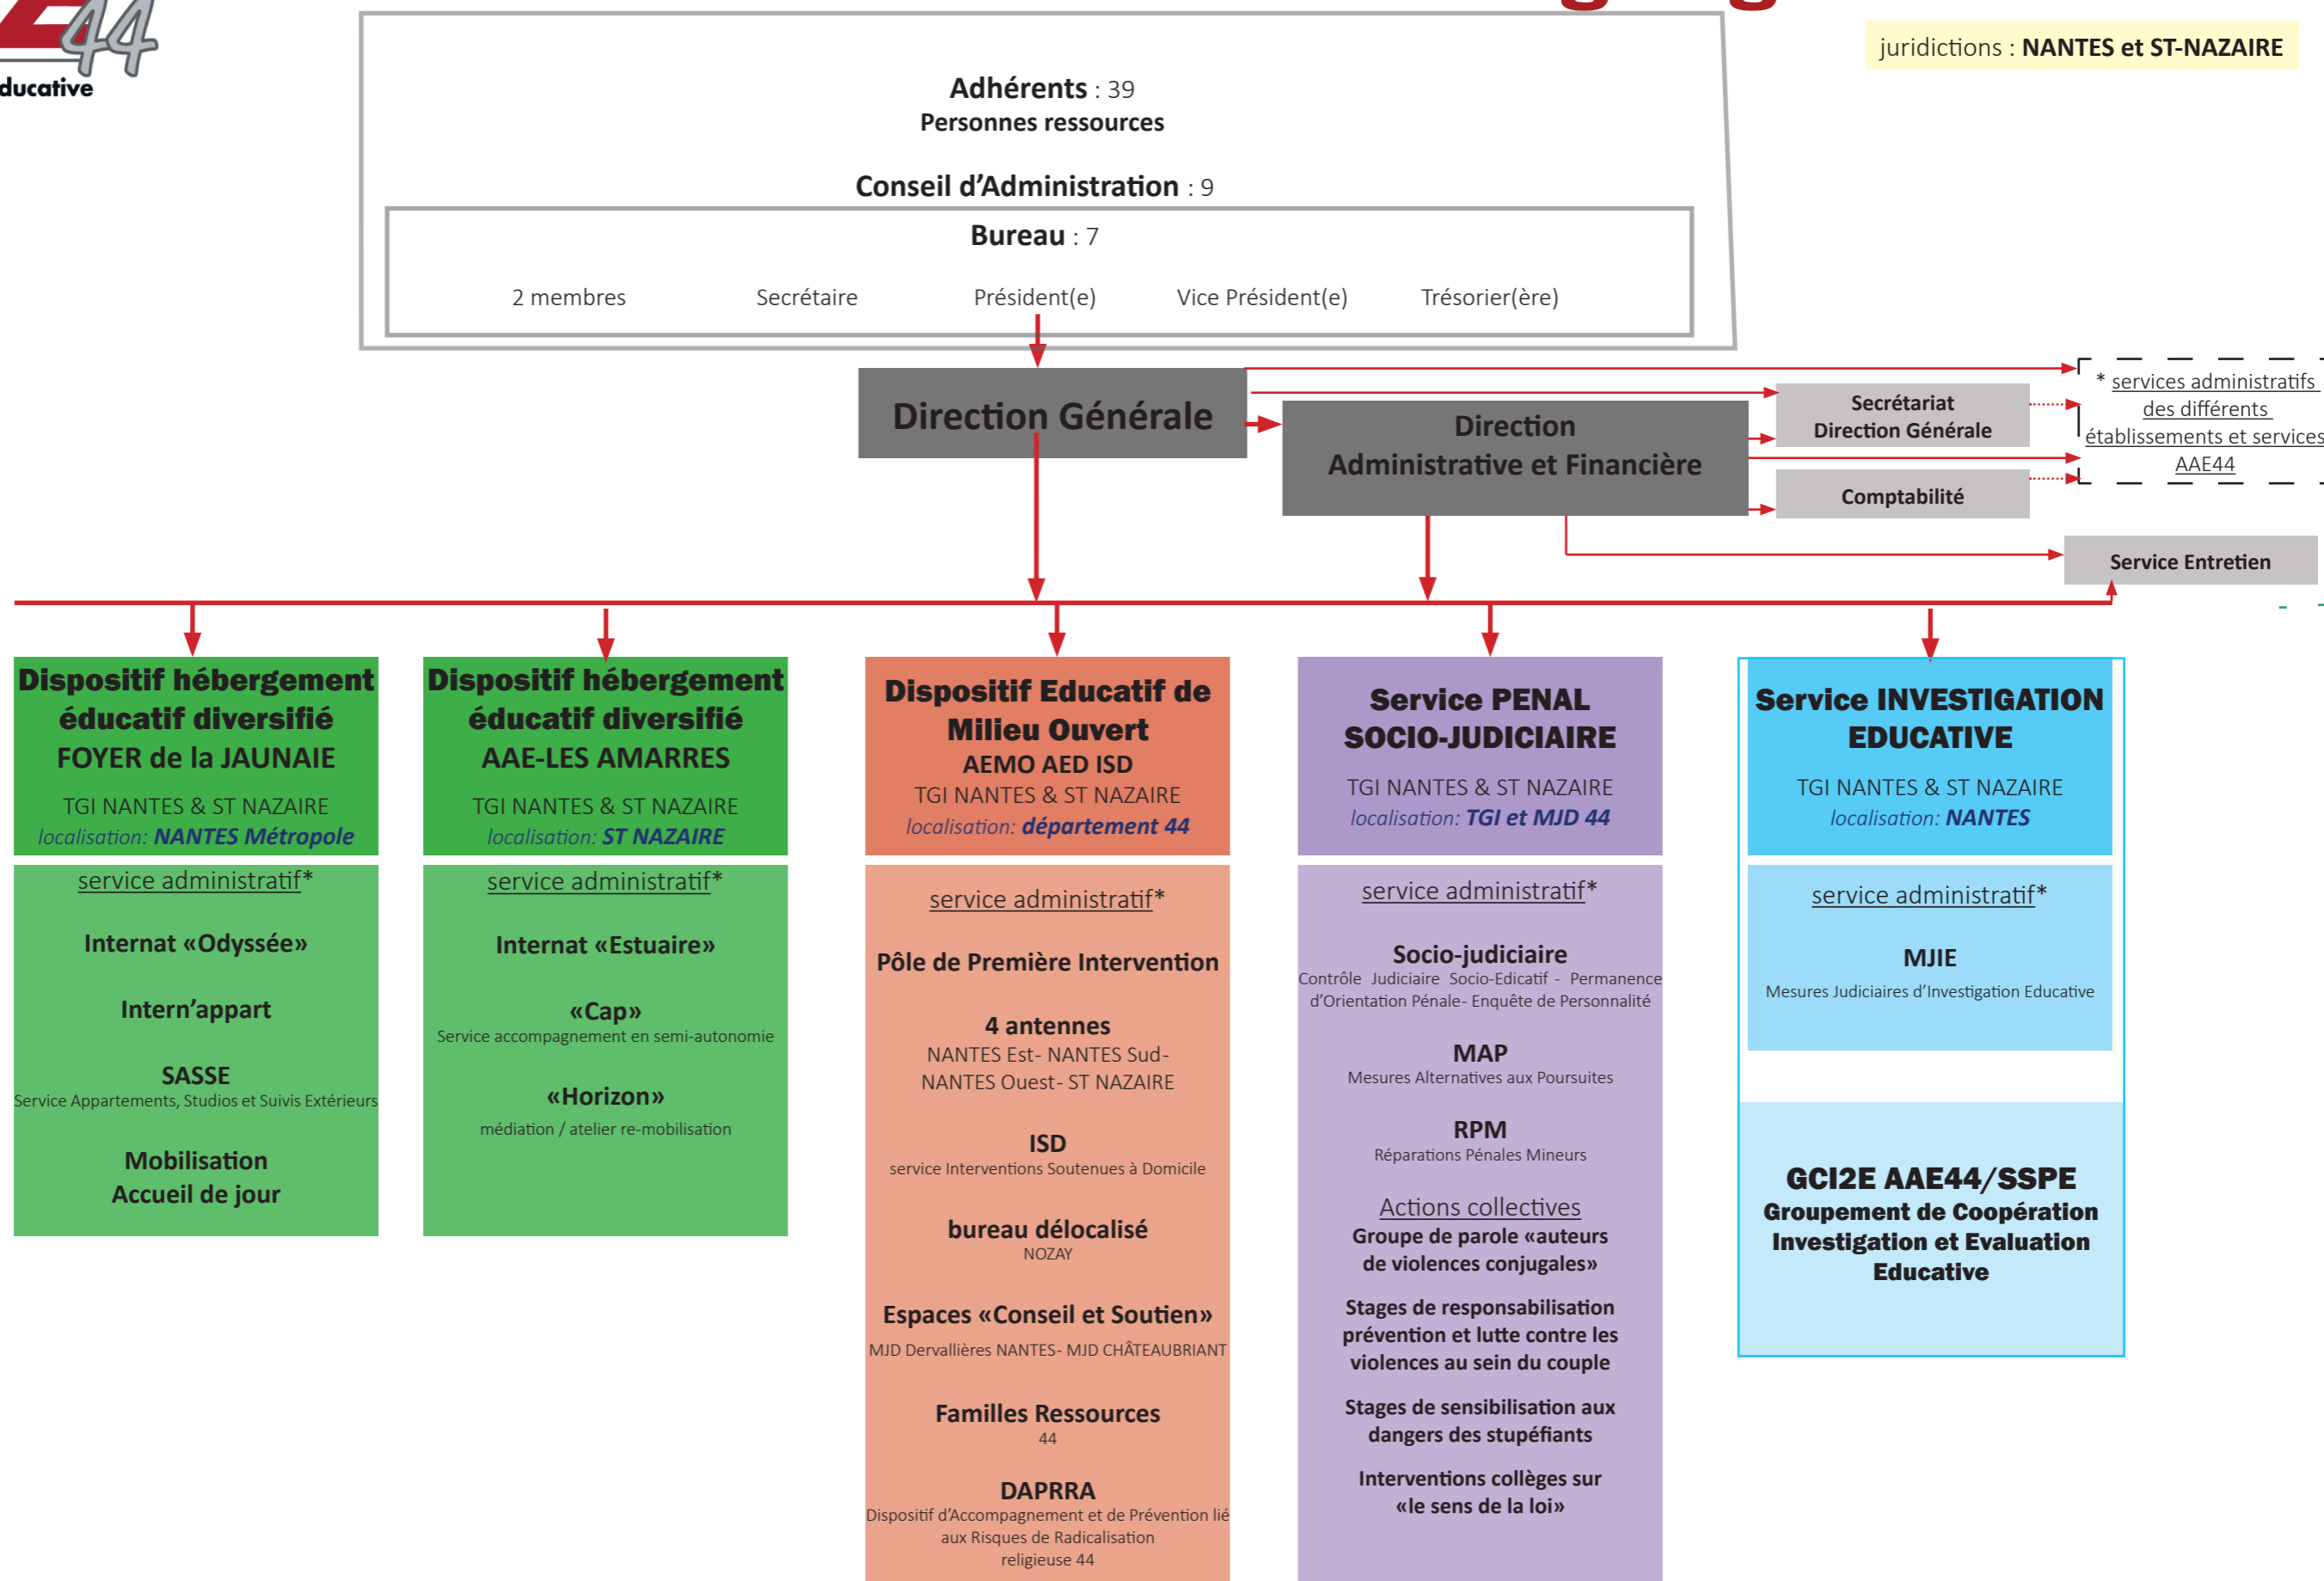 44
ducative
juridictions : NANTES et ST-NAZAIRE
Adhérents : 39
Personnes ressources
Conseil d'Administration : 9
Bureau : 7
2 membres
Secrétaire
Président(e)
Vice Président(e)
Trésorier(ère)
Direction Générale
Direction
Administrative et Financière
Secrétariat
Direction Générale
Comptabilité
* services administratifs
des différents
établissements et services
AAE44
Service Entretien
Dispositif hébergement
éducatif diversifié
FOYER de la JAUNAIE
TGI NANTES & ST NAZAIRE
localisation: NANTES Métropole
service administratif*
Internat «Odyssée»
Intern'appart
SASSE
Service Appartements, Studios et Suivis Extérieurs
Mobilisation
Accueil de jour
Dispositif hébergement
éducatif diversifié
AAE-LES AMARRES
TGI NANTES & ST NAZAIRE
localisation: ST NAZAIRE
service administratif*
Internat «Estuaire»
«Cap»
Service accompagnement en semi-autonomie
«Horizon»
médiation / atelier re-mobilisation
Dispositif Educatif de
Milieu Ouvert
AEMO AED ISD
TGI NANTES & ST NAZAIRE
localisation: département 44
service administratif*
Pôle de Première Intervention
4 antennes
NANTES Est- NANTES Sud-
NANTES Ouest- ST NAZAIRE
ISD
service Interventions Soutenues à Domicile
bureau délocalisé
NOZAY
Espaces «Conseil et Soutien»
MJD Dervallières NANTES- MJD CHÂTEAUBRIANT
Familles Ressources
44
DAPRRA
Dispositif d'Accompagnement et de Prévention lié
aux Risques de Radicalisation
religieuse 44
Service PENAL
SOCIO-JUDICIAIRE
TGI NANTES & ST NAZAIRE
localisation: TGI et MJD 44
service administratif*
Socio-judiciaire
Contrôle Judiciaire Socio-Edicatif - Permanence
d'Orientation Pénale- Enquête de Personnalité
MAP
Mesures Alternatives aux Poursuites
RPM
Réparations Pénales Mineurs
Actions collectives
Groupe de parole «auteurs
de violences conjugales»
Stages de responsabilisation
prévention et lutte contre les
violences au sein du couple
Stages de sensibilisation aux
dangers des stupéfiants
Interventions collèges sur
«le sens de la loi»
Service INVESTIGATION
EDUCATIVE
TGI NANTES & ST NAZAIRE
localisation: NANTES
service administratif*
MJIE
Mesures Judiciaires d'Investigation Educative
GCI2E AAE44/SSPE
Groupement de Coopération
Investigation et Evaluation
Educative